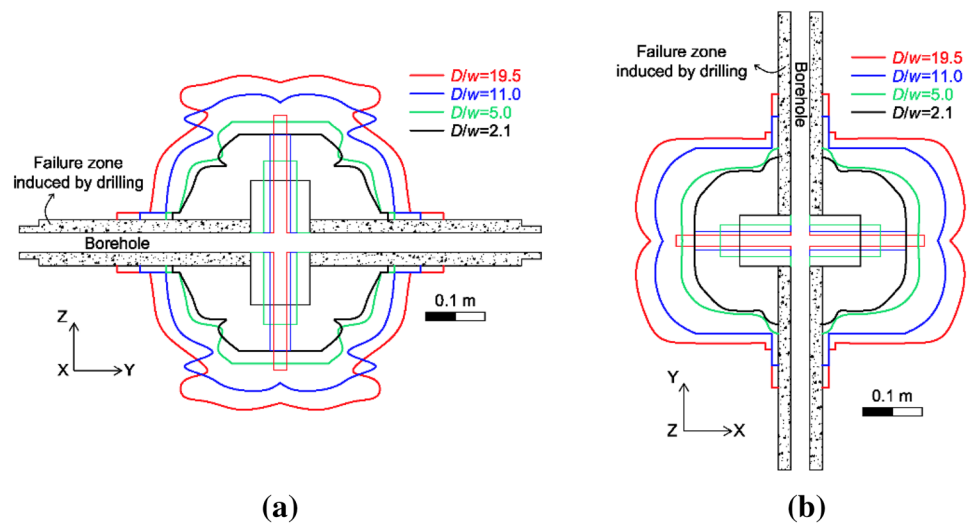 D/w=19.5
D/w=11.0
D/w=5.0
D/w=2.1
Failure zone
induced by drilling
Borehole
0.1 m
Z
X
Y
(a)
Failure zone
induced by drilling
Borehole
D/w=19.5
D/w=11.0
D/w=5.0
D/w=2.1
Y
Z
X
0.1 m
(b)